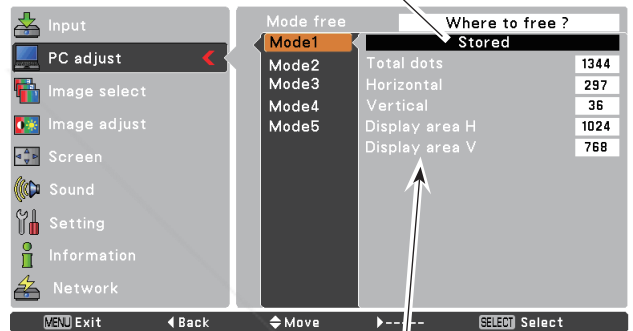 Input
PC adjust
Image select
Image adjust
Screen
Sound
Setting
Information
Network
Mode free
Where to free ?
Mode1
Stored
Mode2
Mode3
Mode4
Mode5
Total dots 1344
Horizontal 297
Vertical 36
Display area H 1024
Display area V 768
MENU Exit Back Move ----- SELECT Select